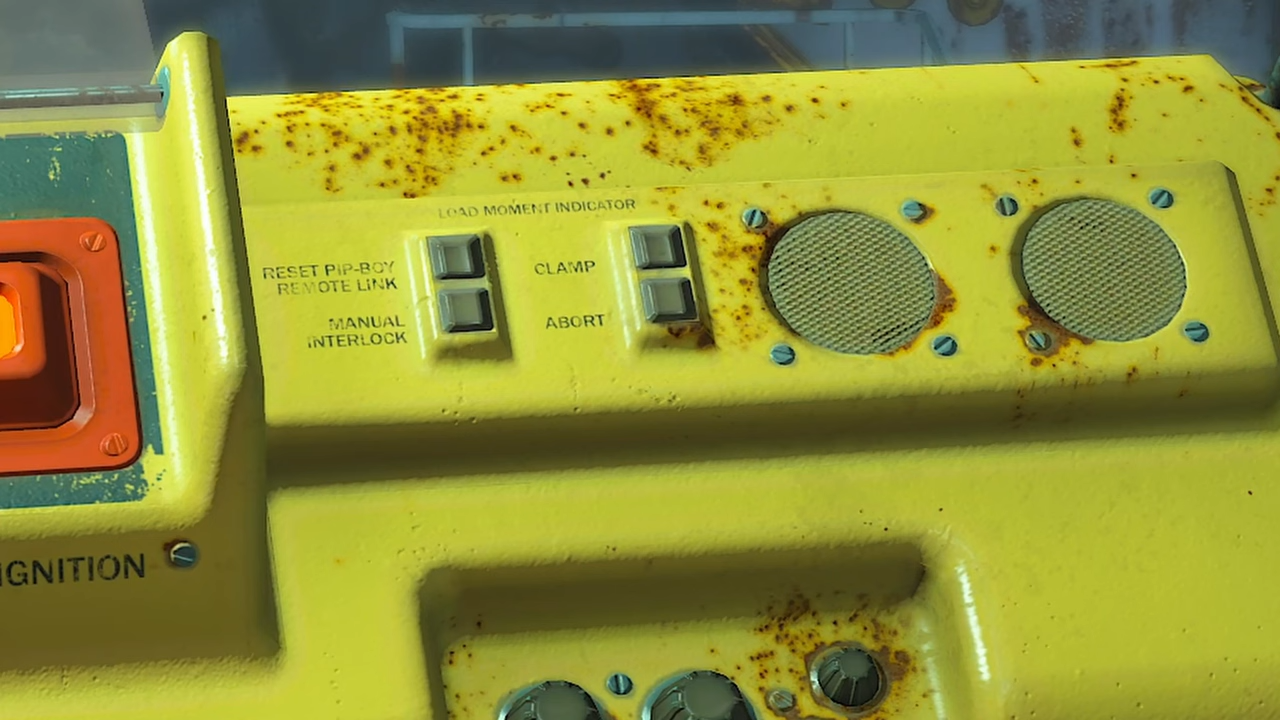 LOAD MOMENT INDICATOR
RESET PIP-BOY
REMOTE LINK
CLAMP
MANUAL
INTERLOCK
ABORT
IGNITION